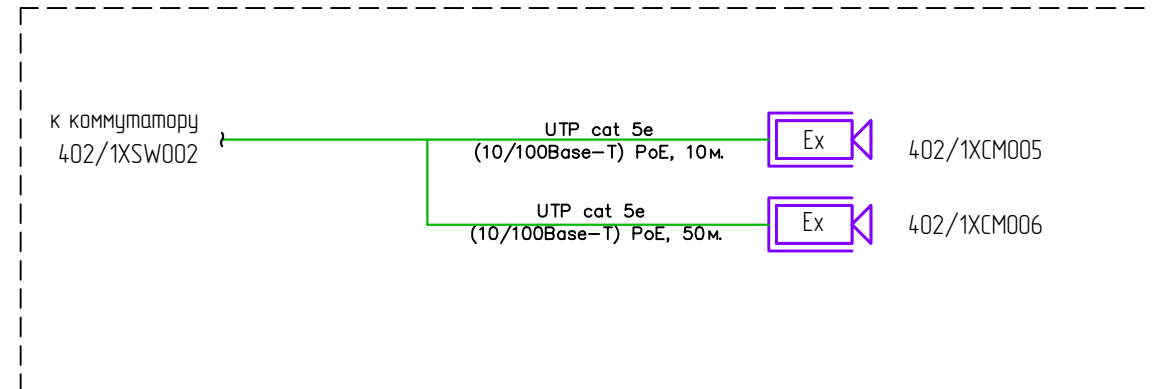 к коммутатору
402/1XSW002
UTP cat 5e
(10/100Base-T) PoE, 10м.
Ex
402/1XCM005
UTP cat 5e
(10/100Base-T) PoE, 50м.
Ex
402/1XCM006